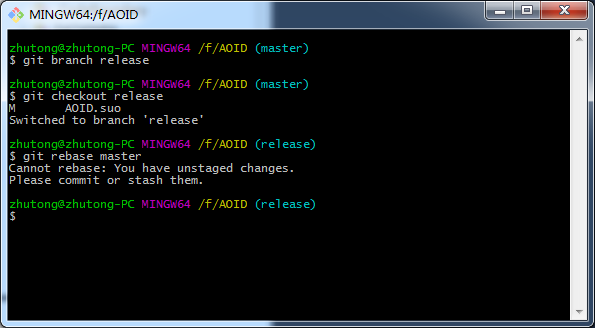 MINGW64:/f/AOID
zhutong@zhutong-PC MINGW64 /f/AOID (master)
$ git branch release
zhutong@zhutong-PC MINGW64 /f/AOID (master)
$ git checkout release
M       AOID.suo
Switched to branch 'release'
zhutong@zhutong-PC MINGW64 /f/AOID (release)
$ git rebase master
Cannot rebase: You have unstaged changes.
Please commit or stash them.
zhutong@zhutong-PC MINGW64 /f/AOID (release)
$